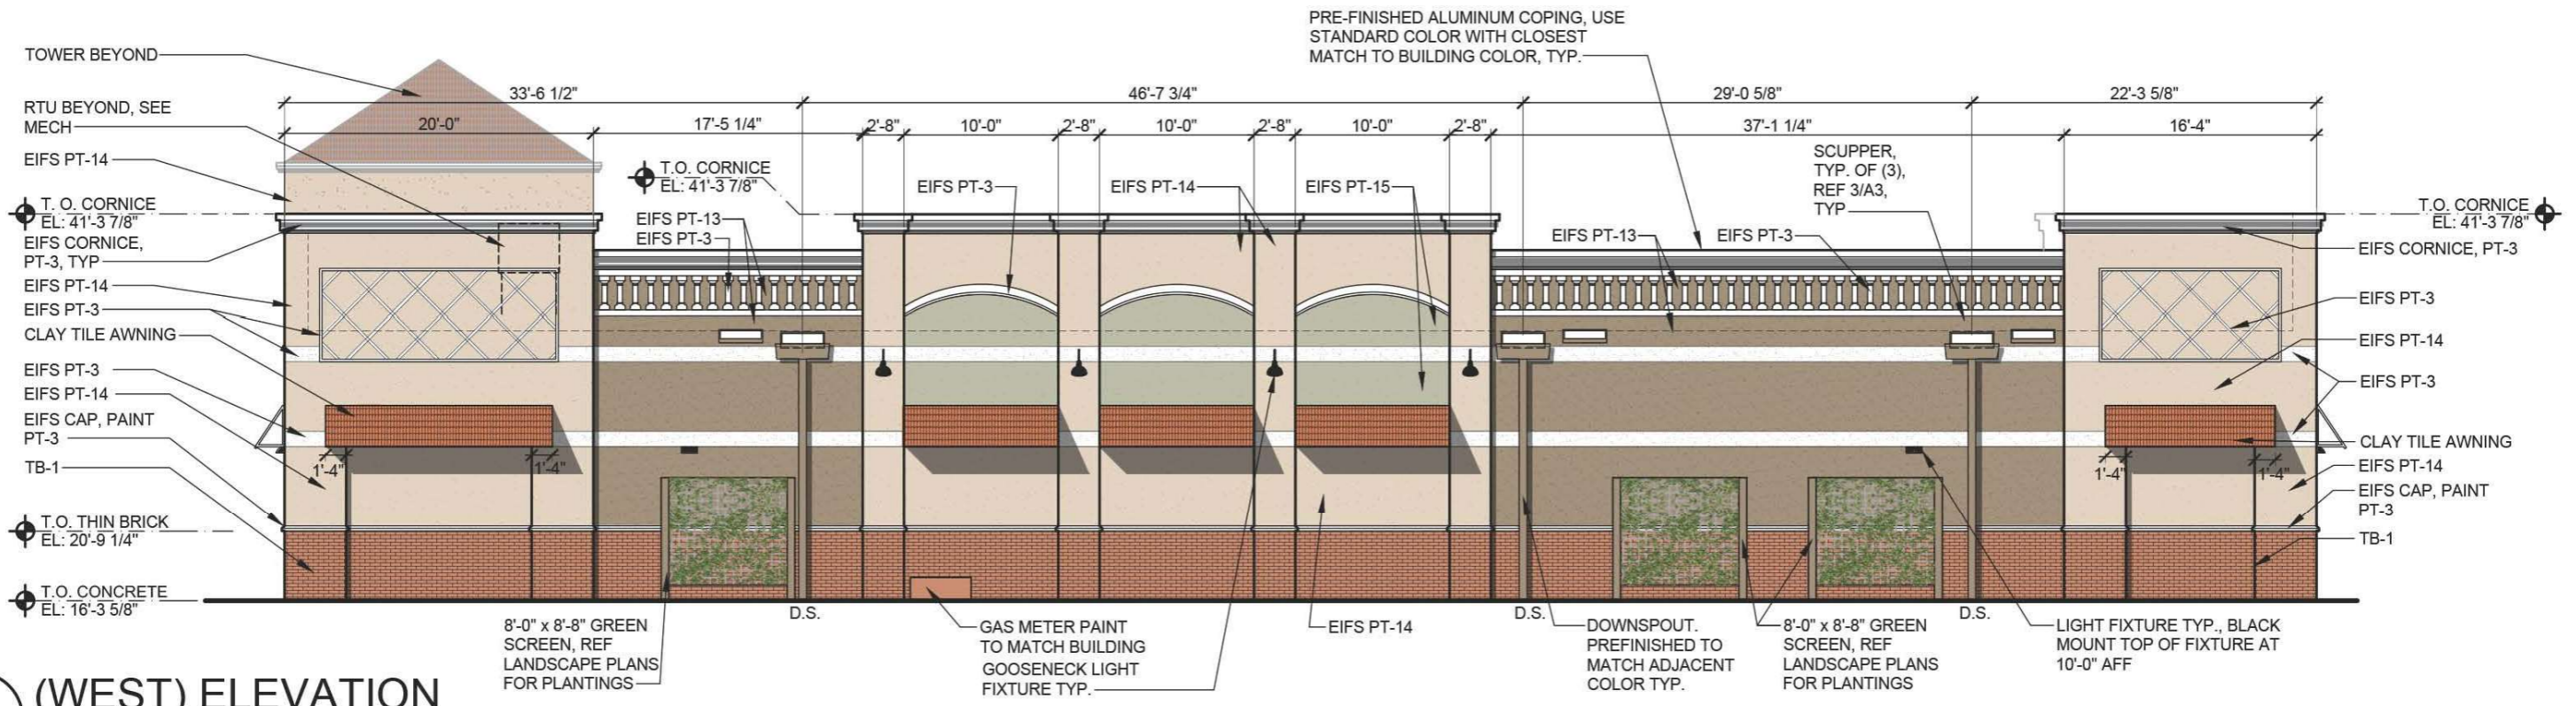 PRE-FINISHED ALUMINUM COPING, USE
STANDARD COLOR WITH CLOSEST
MATCH TO BUILDING COLOR, TYP.
TOWER BEYOND
RTU BEYOND, SEE
MECH
EIFS PT-14
T. O. CORNICE
EL: 41'-3 7/8"
EIFS CORNICE,
PT-3, TYP
EIFS PT-14
EIFS PT-3
CLAY TILE AWNING
EIFS PT-3
EIFS PT-14
EIFS CAP, PAINT
PT-3
TB-1
T.O. THIN BRICK
EL: 20'-9 1/4"
T.O. CONCRETE
EL: 16'-3 5/8"
33'-6 1/2"
46'-7 3/4"
29'-0 5/8"
22'-3 5/8"
20'-0"
17'-5 1/4"
2'-8"
10'-0"
2'-8"
10'-0"
2'-8"
10'-0"
2'-8"
37'-1 1/4"
16'-4"
T.O. CORNICE
EL: 41'-3 7/8"
EIFS PT-13
EIFS PT-3
EIFS PT-3
EIFS PT-14
EIFS PT-15
EIFS PT-13
EIFS PT-3
SCUPPER,
TYP. OF (3),
REF 3/A3,
TYP
1'-4"
1'-4"
1'-4"
1'-4"
T.O. CORNICE
EL: 41'-3 7/8"
EIFS CORNICE, PT-3
EIFS PT-3
EIFS PT-14
EIFS PT-3
CLAY TILE AWNING
EIFS PT-14
EIFS CAP, PAINT
PT-3
TB-1
D.S.
D.S.
D.S.
8'-0" x 8'-8" GREEN
SCREEN, REF
LANDSCAPE PLANS
FOR PLANTINGS
GAS METER PAINT
TO MATCH BUILDING
GOOSENECK LIGHT
FIXTURE TYP.
EIFS PT-14
DOWNSPOUT.
PREFINISHED TO
MATCH ADJACENT
COLOR TYP.
8'-0" x 8'-8" GREEN
SCREEN, REF
LANDSCAPE PLANS
FOR PLANTINGS
LIGHT FIXTURE TYP., BLACK
MOUNT TOP OF FIXTURE AT
10'-0" AFF
(WEST) ELEVATION